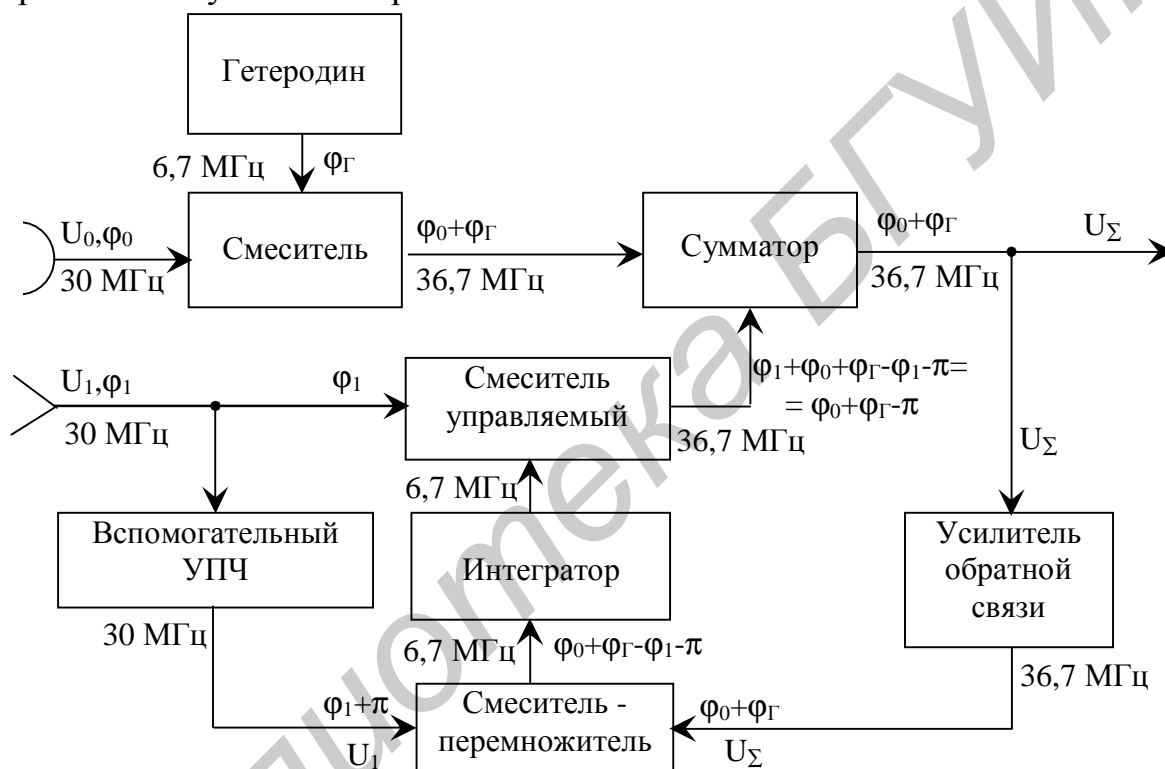 Гетеродин
6,7 МГц
φГ
U0,φ0
30 МГц
Смеситель
φ0+φГ
36,7 МГц
Сумматор
φ0+φГ
36,7 МГц
UΣ
U1,φ1
30 МГц
φ1
Смеситель
управляемый
36,7 МГц
φ1+φ0+φГ-φ1-π=
= φ0+φГ-π
UΣ
6,7 МГц
Вспомогательный
УПЧ
Интегратор
Усилитель
обратной
связи
30 МГц
6,7 МГц
φ0+φГ-φ1-π
36,7 МГц
φ1+π
U1
Смеситель -
перемножитель
φ0+φГ
UΣ